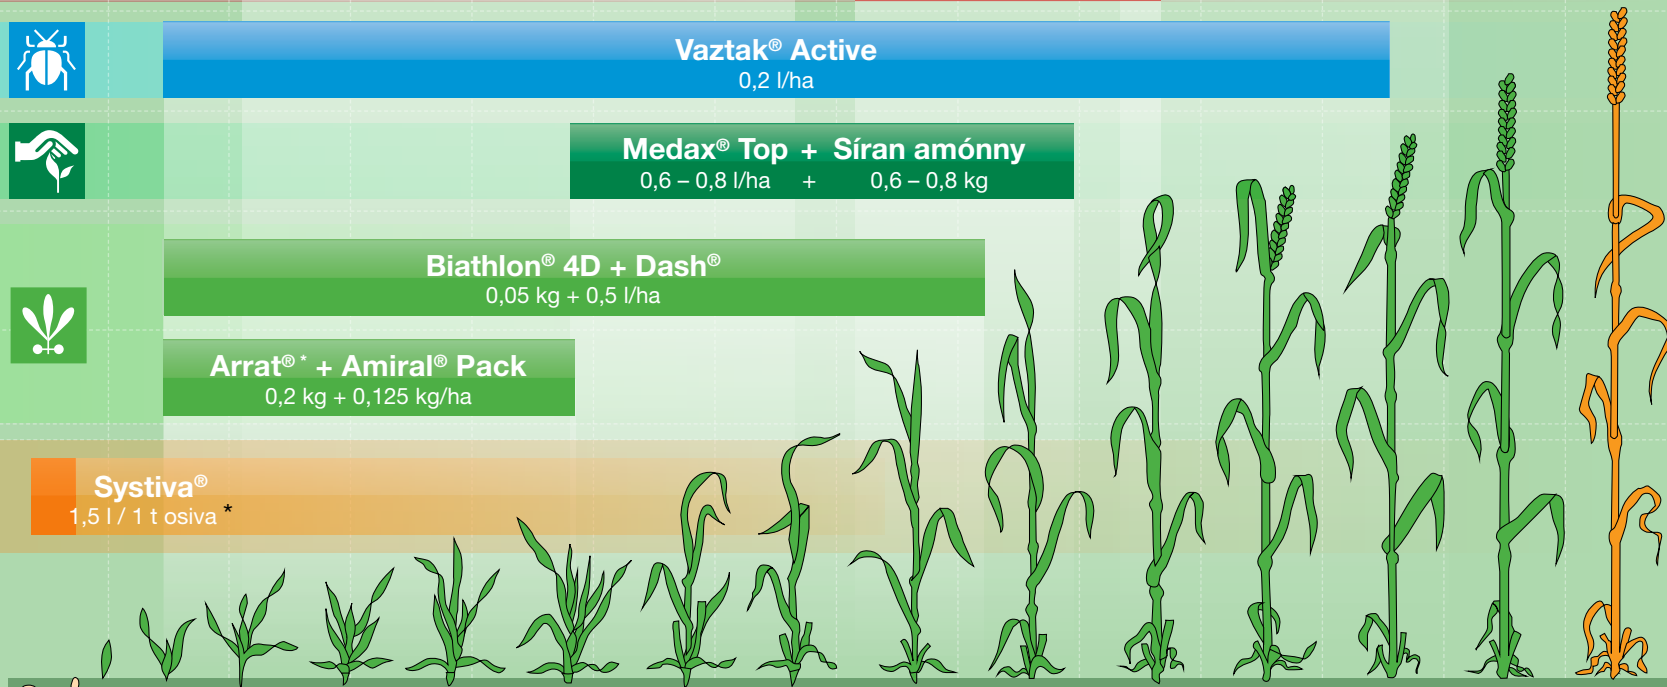 Vaztak® Active
0,2 l/ha
Medax® Top + Síran amónny
0,6 – 0,8 l/ha + 0,6 – 0,8 kg
Biathlon® 4D + Dash®
0,05 kg + 0,5 l/ha
Arrat®* + Amiral® Pack
0,2 kg + 0,125 kg/ha
Systiva®
1,5 l / 1 t osiva *